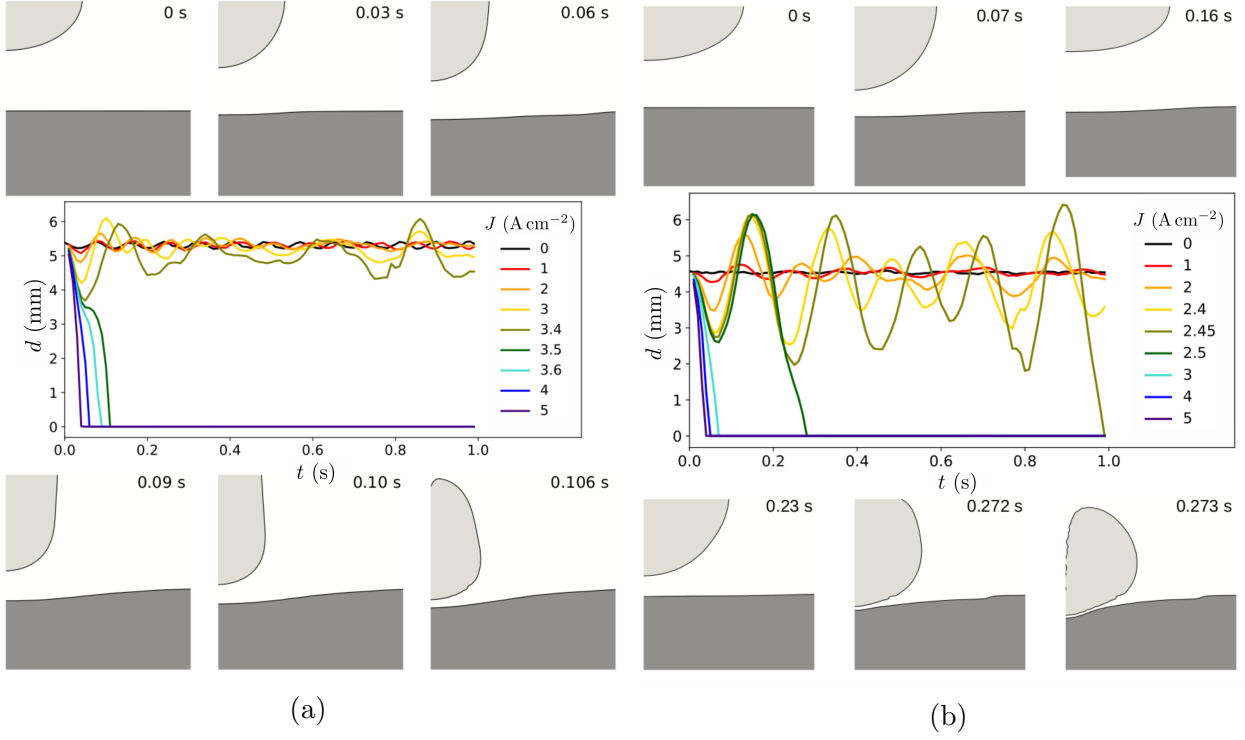 0 s
0.03 s
0.06 s
d (mm)
6
5
4
3
2
1
0
J (A cm−2)
0
1
2
3
3.4
3.5
3.6
4
5
0.0
0.2
0.4
0.6
0.8
1.0
t (s)
0.09 s
0.10 s
0.106 s
(a)
0 s
0.07 s
0.16 s
d (mm)
6
5
4
3
2
1
0
J (A cm−2)
0
1
2
2.4
2.45
2.5
3
4
5
0.0
0.2
0.4
0.6
0.8
1.0
t (s)
0.23 s
0.272 s
0.273 s
(b)